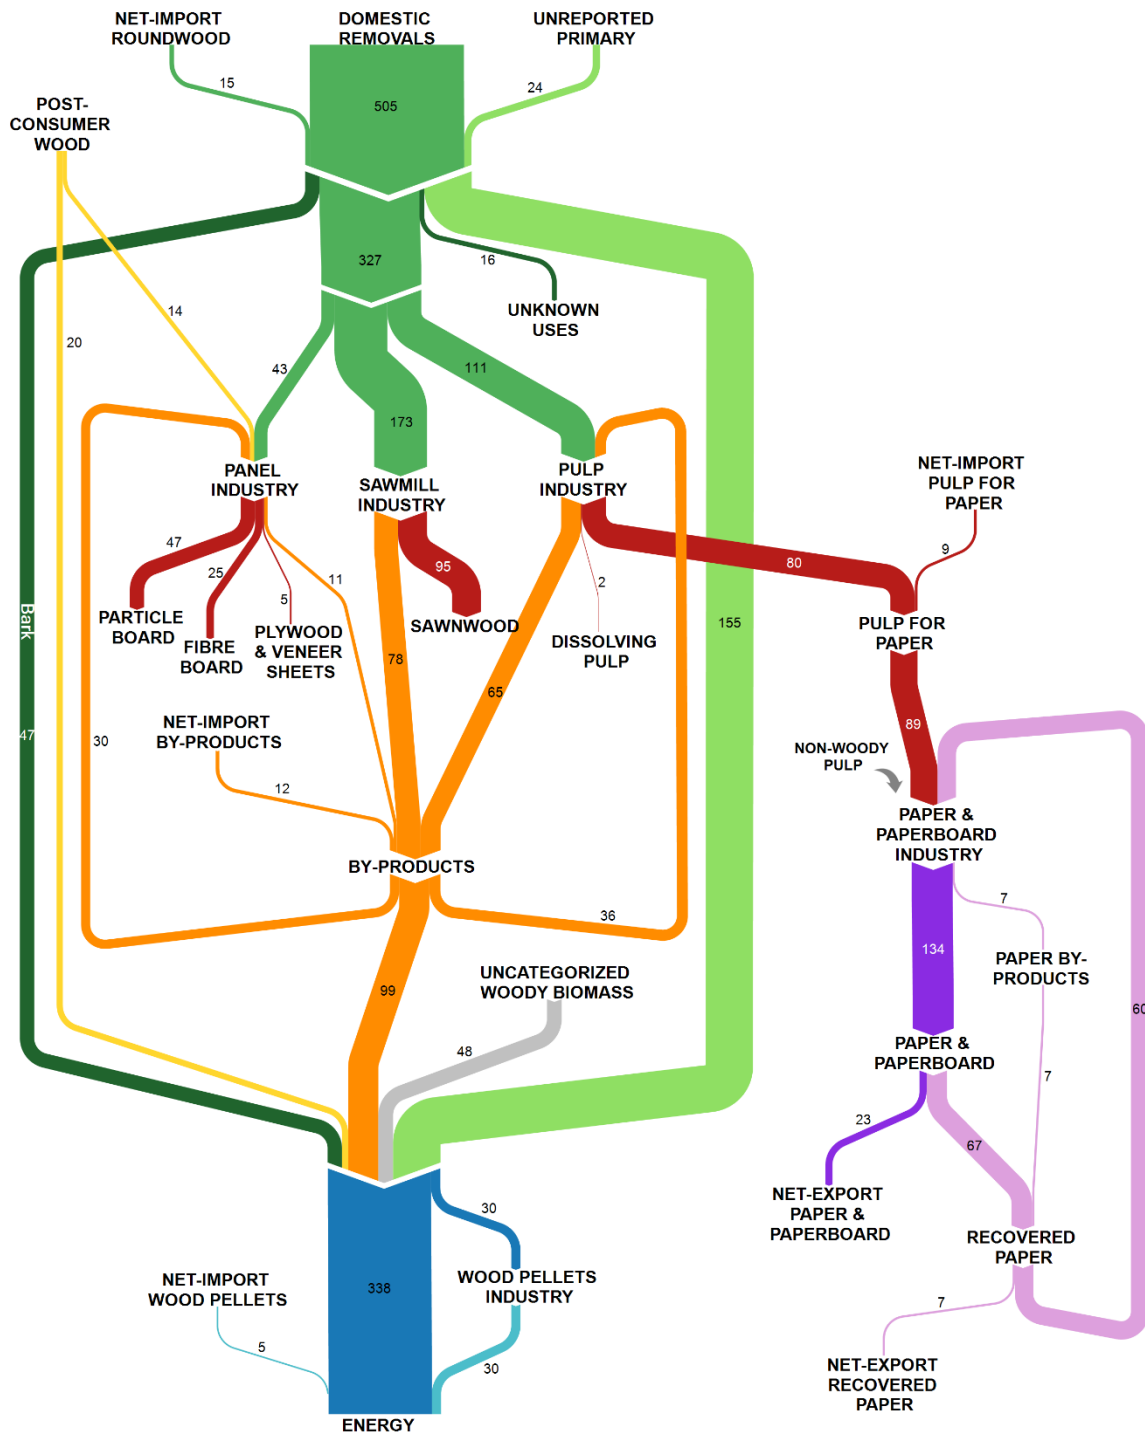 NET-IMPORT
ROUNDWOOD
DOMESTIC
REMOVALS
UNREPORTED
PRIMARY
15
505
24
POST-
CONSUMER
WOOD
327
16
UNKNOWN
USES
14
20
43
111
173
PANEL
INDUSTRY
SAWMILL
INDUSTRY
PULP
INDUSTRY
NET-IMPORT
PULP FOR
PAPER
47
25
5
11
95
2
80
9
PARTICLE
BOARD
FIBRE
BOARD
PLYWOOD
& VENEER
SHEETS
SAWNWOOD
DISSOLVING
PULP
PULP FOR
PAPER
Bark
47
155
78
65
30
NET-IMPORT
BY-PRODUCTS
12
89
NON-WOODY
PULP
PAPER &
PAPERBOARD
INDUSTRY
BY-PRODUCTS
36
7
134
PAPER BY-
PRODUCTS
60
99
UNCATEGORIZED
WOODY BIOMASS
48
PAPER &
PAPERBOARD
7
23
67
NET-EXPORT
PAPER &
PAPERBOARD
RECOVERED
PAPER
30
338
NET-IMPORT
WOOD PELLETS
WOOD PELLETS
INDUSTRY
5
30
7
NET-EXPORT
RECOVERED
PAPER
ENERGY